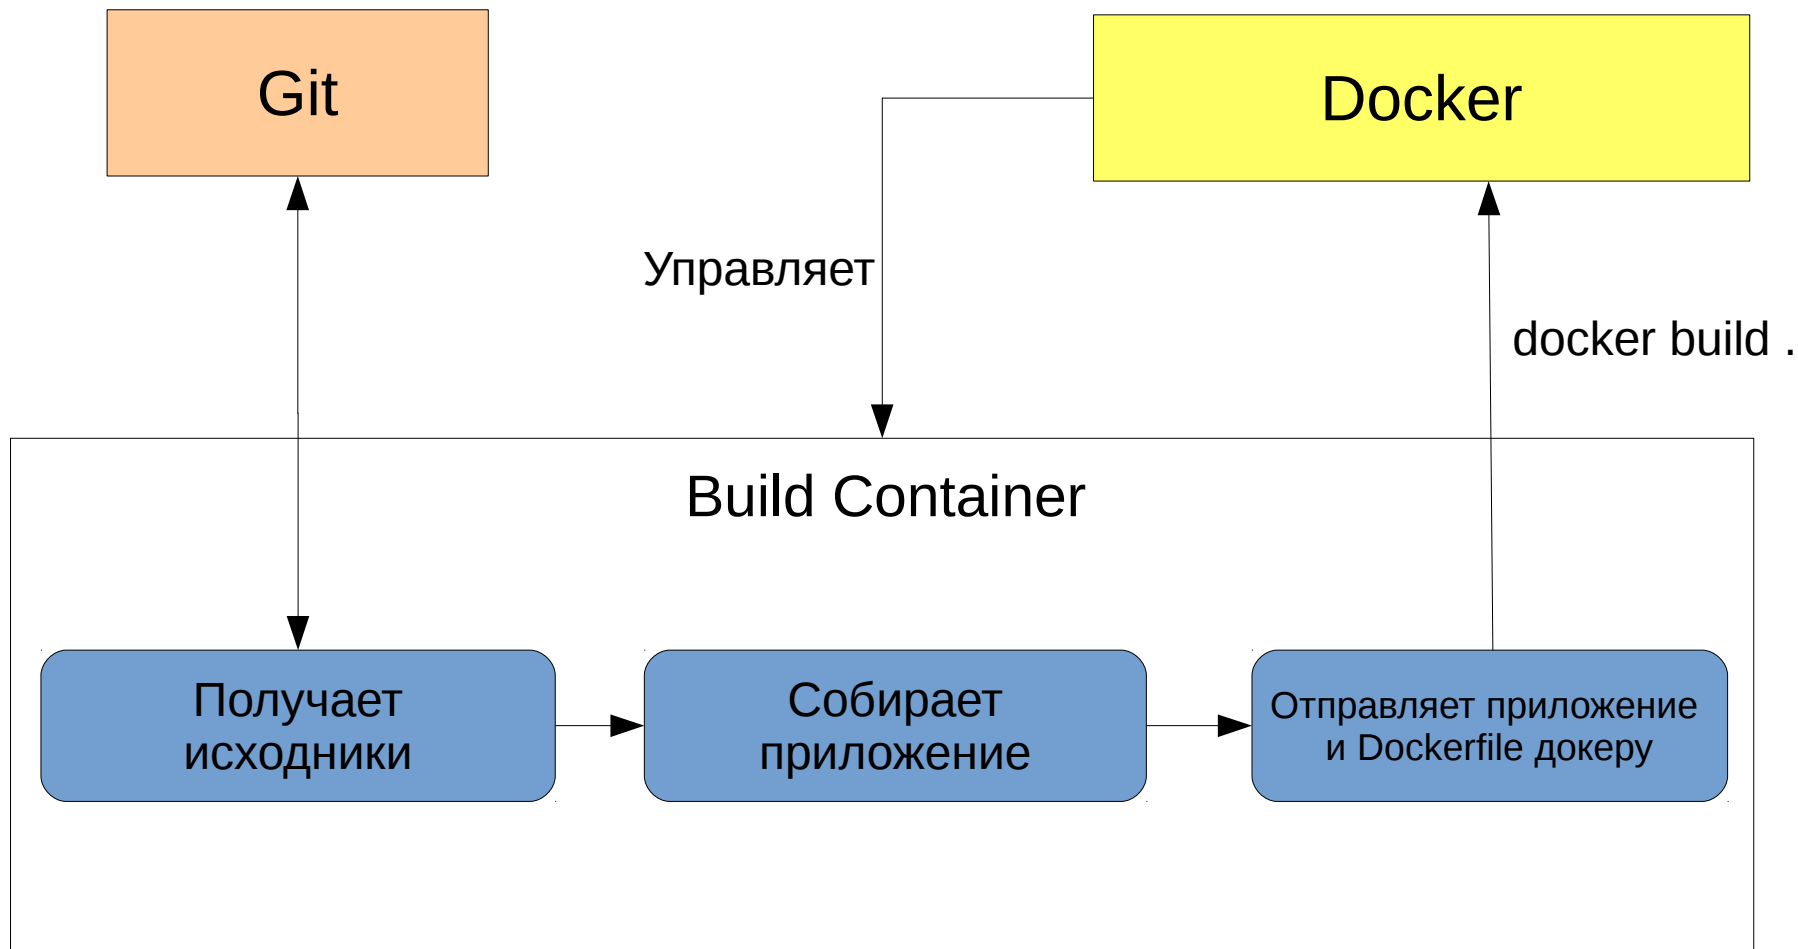 Git
Docker
Управляет
docker build .
Build Container
Получает
исходники
Собирает
приложение
Отправляет приложение
и Dockerfile докеру